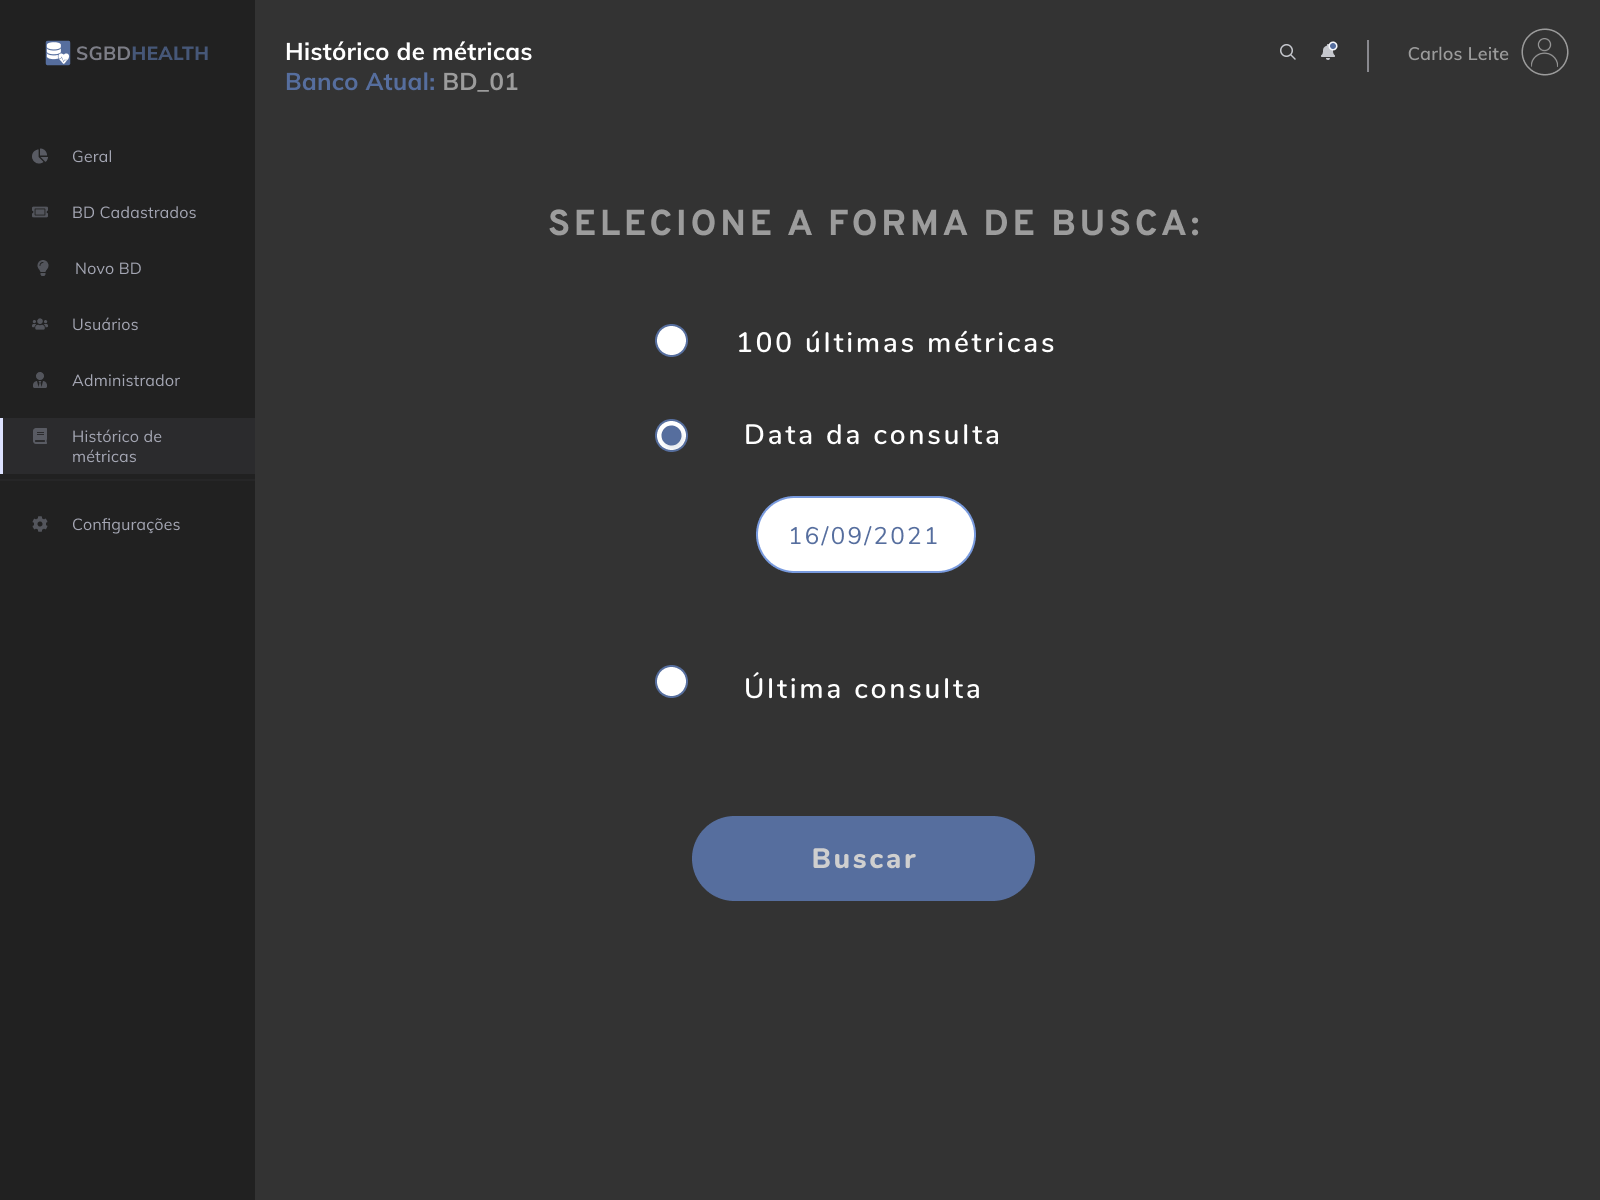 SGBDHEALTH
Geral
BD Cadastrados
Novo BD
Usuários
Administrador
Histórico de
métricas
Configurações
Histórico de métricas
Banco Atual: BD_01
Carlos Leite
SELECIONE A FORMA DE BUSCA:
100 últimas métricas
Data da consulta
16/09/2021
Última consulta
Buscar